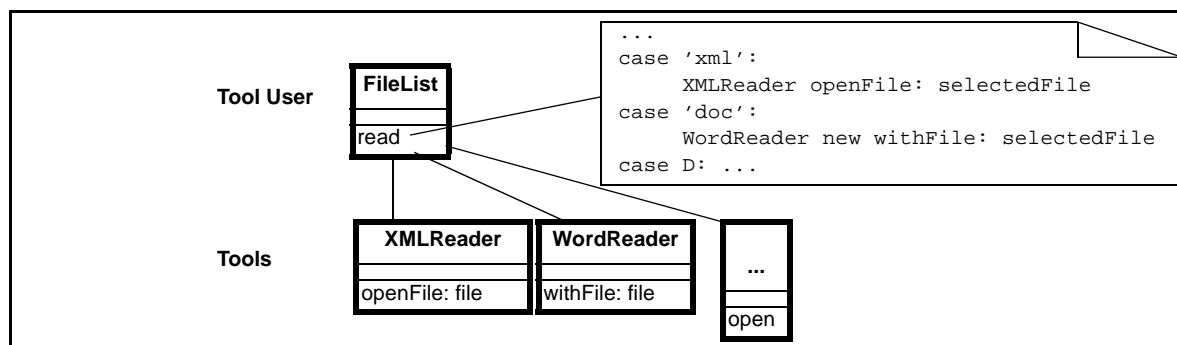 ...
case ’xml’:
XMLReader openFile: selectedFile
case ’doc’:
WordReader new withFile: selectedFile
case D: ...
Tool User
FileList
read
Tools
XMLReader
openFile: file
WordReader
withFile: file
...
open